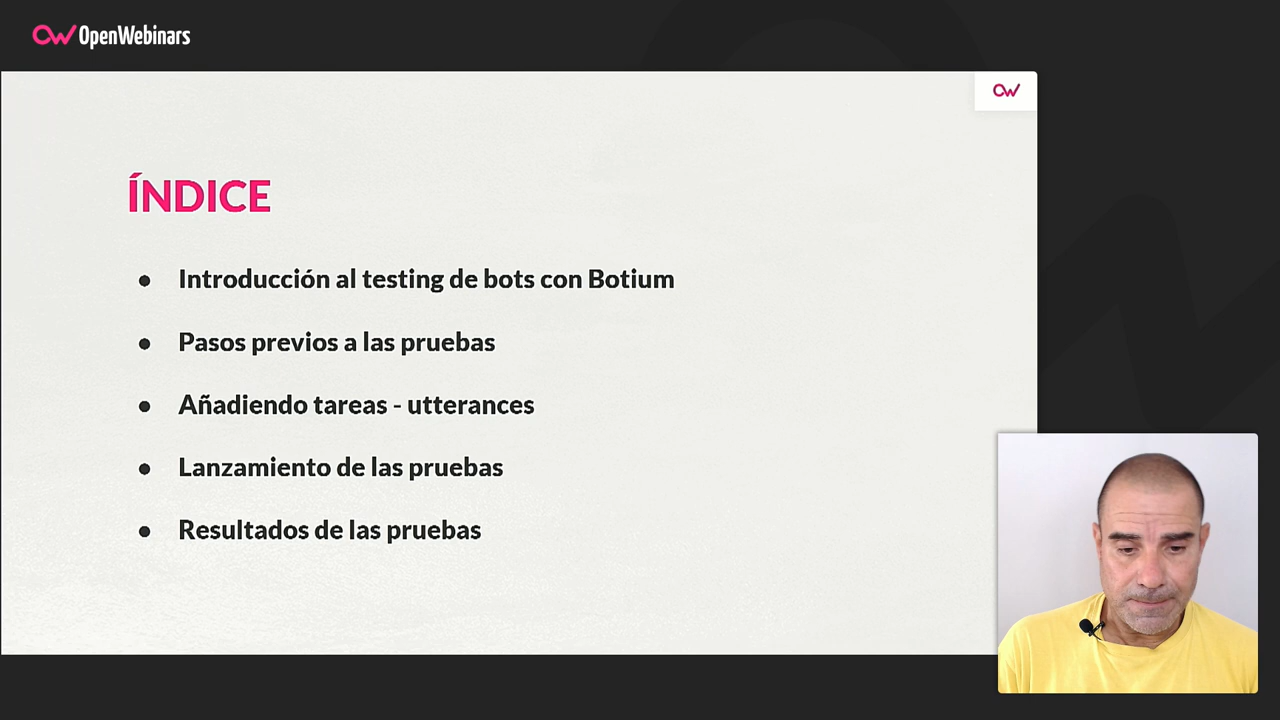 OpenWebinars
ÍNDICE
● Introducción al testing de bots con Botium
● Pasos previos a las pruebas
● Añadiendo tareas - utterances
● Lanzamiento de las pruebas
● Resultados de las pruebas